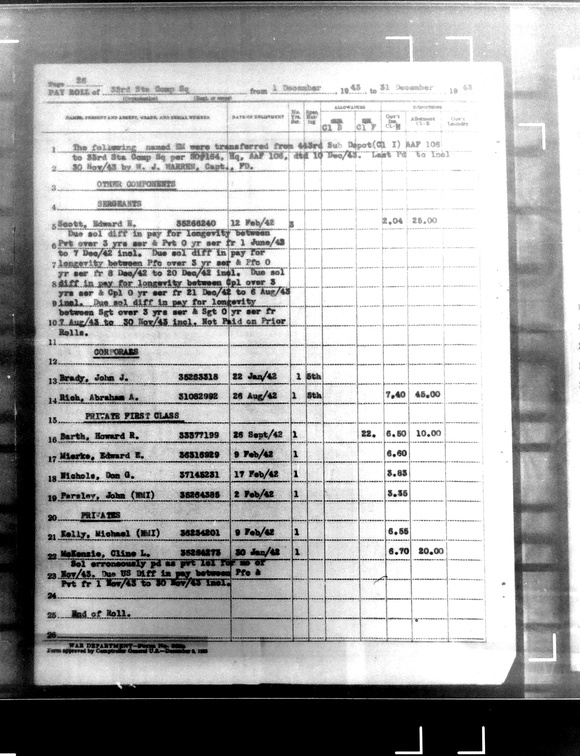 Page 26
PAY ROLL of 33rd Sta Comp Sq from 1 December 1943 to 31 December 1943
(Organization)
NAMES, PRESENT AND ABSENT, GRADE, AND SERIAL NUMBER DATE OF ENLISTMENT No. Yrs. Ser. ALLOWANCES
Cl B Cl F Gov't Ins. Cl-N Allotment Cl-E Gov't Laundry
1 The following named EM were transferred from 443rd Sub Depot(Cl I) AAF 106
to 33rd Sta Comp Sq per SO#164, Hq, AAF 106, dtd 10 Dec/43. Last Pd to incl
2 30 Nov/43 by W. J. WARREN, Capt., FD.
3 OTHER COMPONENTS
4 SERGEANTS
5 Scott, Edward H. 35266240 12 Feb/42 3 2.04 25.00
Due sol diff in pay for longevity between
6 Pvt over 3 yrs ser & Pvt 0 yr ser fr 1 June/42
to 7 Dec/42 incl. Due sol diff in pay for
7 longevity between Pfc over 3 yr ser & Pfc 0
yr ser fr 8 Dec/42 to 20 Dec/42 incl. Due sol
8 diff in pay for longevity between Cpl over 3
yrs ser & Cpl 0 yr ser fr 21 Dec/42 to 6 Aug/43
9 incl. Due sol diff in pay for longevity
between Sgt over 3 yrs ser & Sgt 0 yr ser fr
10 7 Aug/43 to 30 Nov/43 incl. Not Paid on Prior
Rolls.
11
12 CORPORALS
13 Brady, John J. 35263318 22 Jan/42 1 5th
14 Rich, Abraham A. 31082992 26 Aug/42 1 5th 7.40 45.00
15 PRIVATE FIRST CLASS
16 Barth, Howard R. 33377199 26 Sept/42 1 22. 6.50 10.00
17 Mierke, Edward E. 36316929 9 Feb/42 1 6.60
18 Nichols, Don G. 37145231 17 Feb/42 1 3.83
19 Parsley, John (NMI) 35264385 2 Feb/42 1 3.35
20 PRIVATES
21 Kelly, Michael (NMI) 36234201 9 Feb/42 1 6.55
22 McKenzie, Cline L. 35264273 30 Jan/42 1 6.70 20.00
Sol erroneously pd as pvt lcl for mo of
23 Nov/43. Due US Diff in pay between Pfc &
Pvt fr 1 Nov/43 to 30 Nov/43 incl.
24
25 End of Roll.
26
WAR DEPARTMENT—Form No.
Form approved by Comptroller General U.S.—December